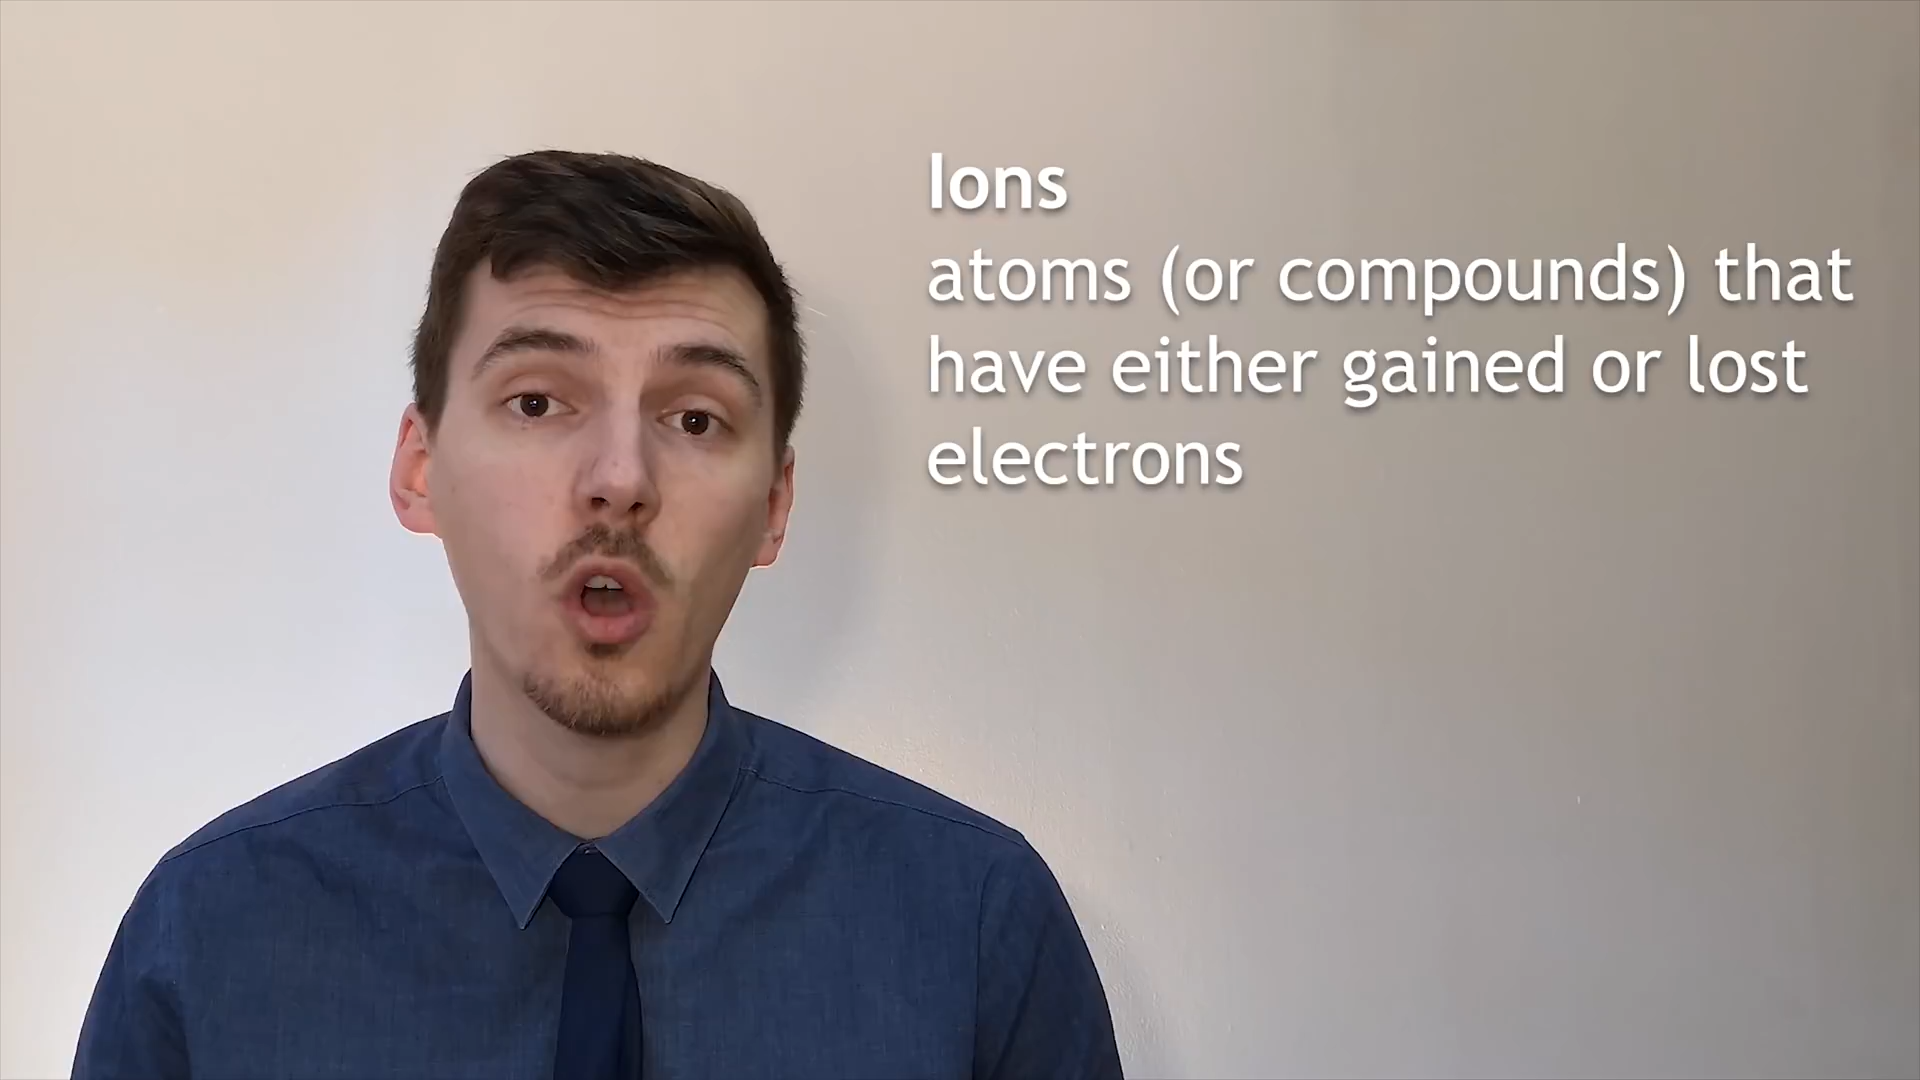 Ions
atoms (or compounds) that
have either gained or lost
electrons